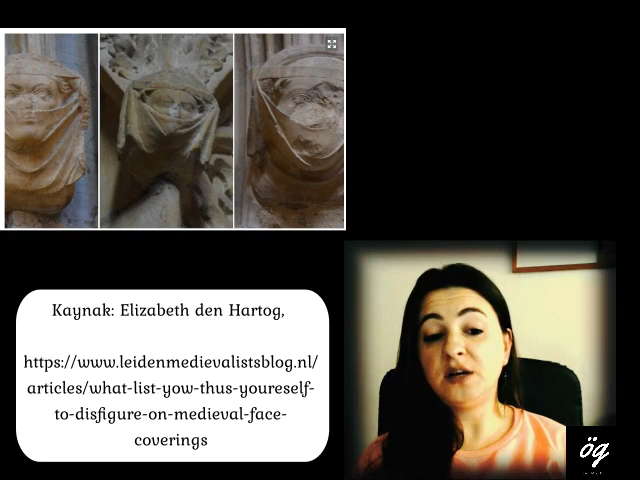 Kaynak: Elizabeth den Hartog,
https://www.leidenmedievalistsblog.nl/
articles/what-list-yow-thus-youreself-
to-disfigure-on-medieval-face-
coverings
ög